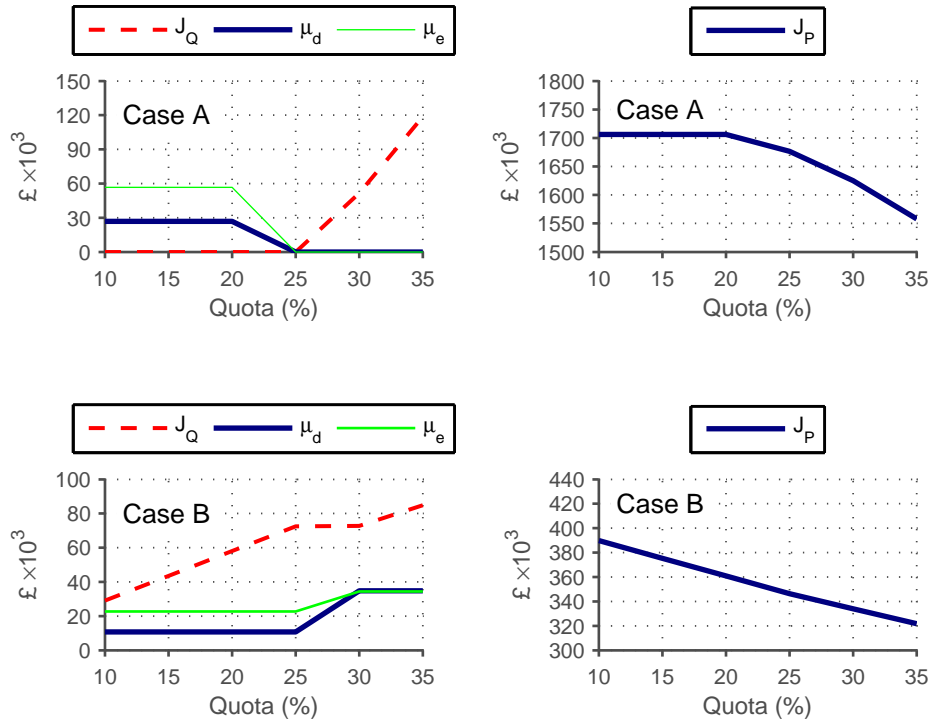 J_Q μ_d μ_e
J_P
150
120
90
60
30
0
£ ×10^3
Case A
10 15 20 25 30 35
Quota (%)
1800
1750
1700
1650
1600
1550
1500
£ ×10^3
Case A
10 15 20 25 30 35
Quota (%)
J_Q μ_d μ_e
J_P
100
80
60
40
20
0
£ ×10^3
Case B
10 15 20 25 30 35
Quota (%)
440
420
400
380
360
340
320
300
£ ×10^3
Case B
10 15 20 25 30 35
Quota (%)